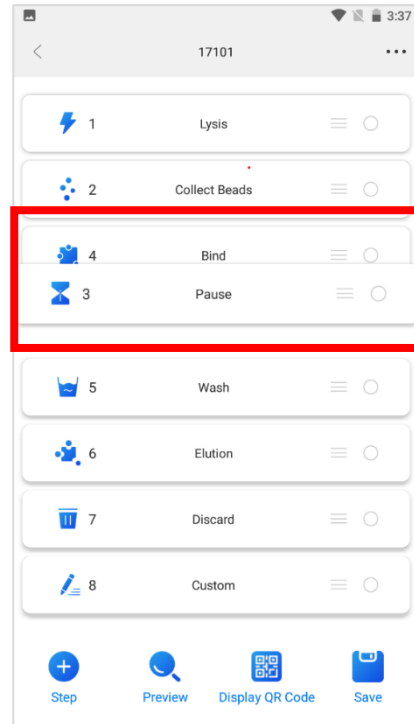 3:37
17101
1 Lysis
2 Collect Beads
4 Bind
3 Pause
5 Wash
6 Elution
7 Discard
8 Custom
Step Preview Display QR Code Save